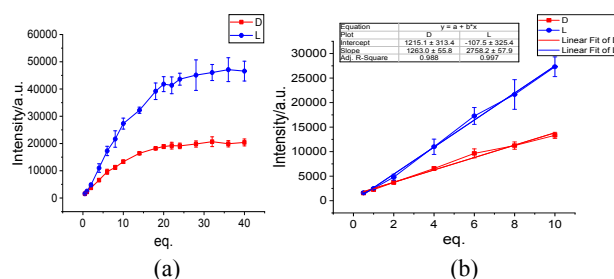 D
L
Intensity/a.u.
70000
60000
50000
40000
30000
20000
10000
0
0 10 20 30 40
eq.
(a)
Equation y = a + b*x
Plot D L
Intercept 1215.1 ± 313.4 -107.5 ± 325.4
Slope 1263.0 ± 55.8 2758.2 ± 57.9
Adj. R-Square 0.988 0.997
D
L
Linear Fit of
Linear Fit of
Intensity/a.u.
30000
25000
20000
15000
10000
5000
0
0 2 4 6 8 10
eq.
(b)